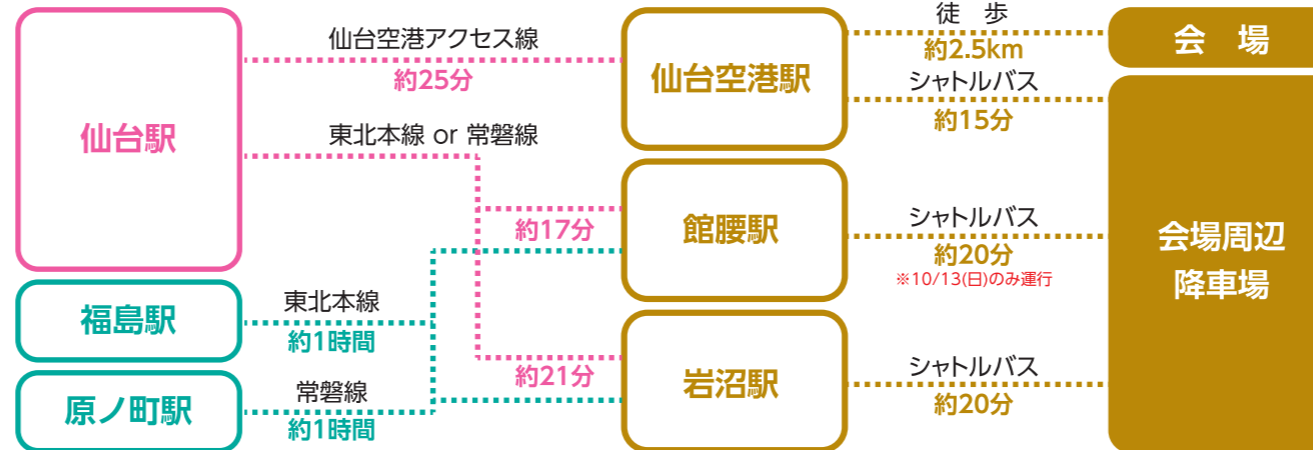 仙台駅
仙台空港アクセス線
約25分
東北本線 or 常磐線
約17分
約21分
福島駅
東北本線
約1時間
原ノ町駅
常磐線
約1時間
仙台空港駅
徒 歩
約2.5km
シャトルバス
約15分
館腰駅
シャトルバス
約20分
※10/13(日)のみ運行
岩沼駅
シャトルバス
約20分
会 場
会場周辺
降車場